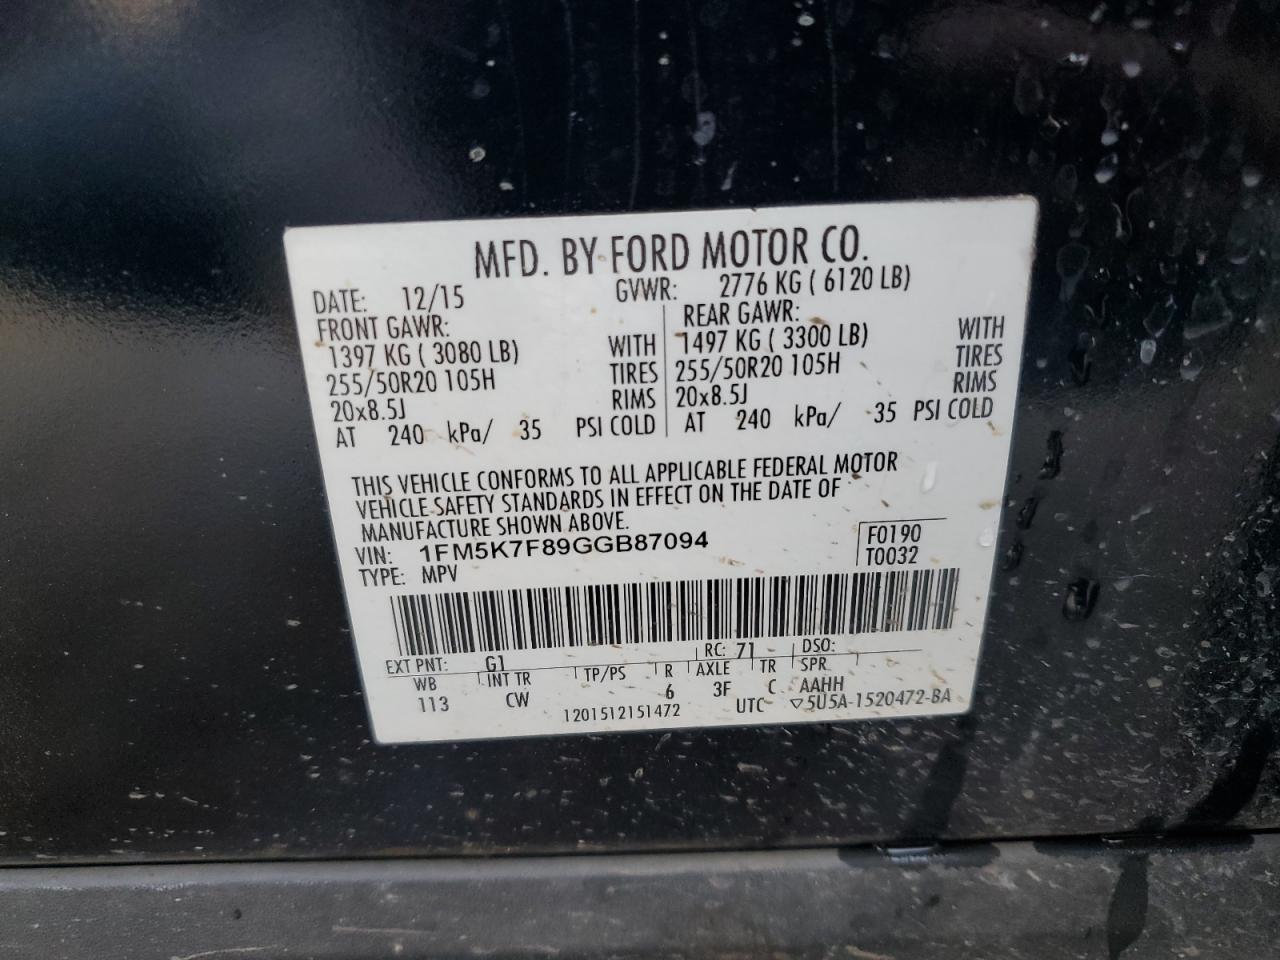 MFD. BY FORD MOTOR CO.
DATE: 12/15 GVWR: 2776 KG ( 6120 LB)
FRONT GAWR: REAR GAWR:
1397 KG ( 3080 LB) WITH 1497 KG ( 3300 LB) WITH
255/50R20 105H TIRES 255/50R20 105H TIRES
20x8.5J RIMS 20x8.5J RIMS
AT 240 kPa/ 35 PSI COLD AT 240 kPa/ 35 PSI COLD
THIS VEHICLE CONFORMS TO ALL APPLICABLE FEDERAL MOTOR
VEHICLE SAFETY STANDARDS IN EFFECT ON THE DATE OF
MANUFACTURE SHOWN ABOVE.
VIN: 1FM5K7F89GGB87094 F0190
TYPE: MPV T0032
EXT PNT: G1 RC: 71 DSO:
WB INT TR TP/PS R AXLE TR SPR
113 CW 6 3F C AAHH
1201512151472 UTC ▽5U5A-1520472-BA